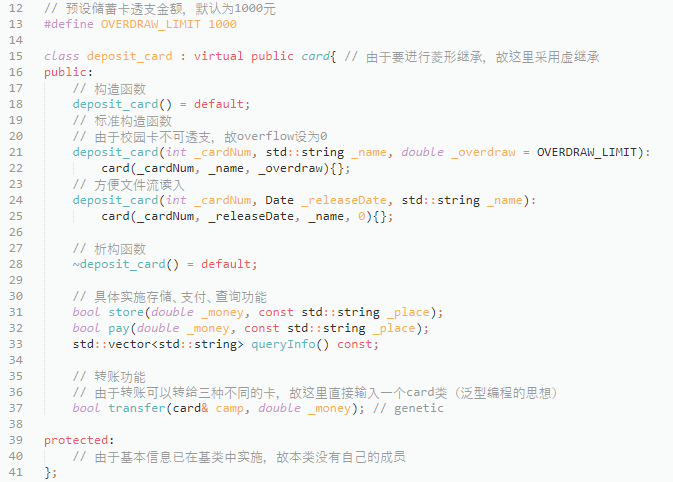 12 // 预设储蓄卡透支金额，默认为1000元
13 #define OVERDRAW_LIMIT 1000
14
15 class deposit_card : virtual public card{ // 由于要进行菱形继承，故这里采用虚继承
16 public:
17     // 构造函数
18     deposit_card() = default;
19     // 标准构造函数
20     // 由于校园卡不可透支，故overflow设为0
21     deposit_card(int _cardNum, std::string _name, double _overdraw = OVERDRAW_LIMIT):
22         card(_cardNum, _name, _overdraw){};
23     // 方便文件流读入
24     deposit_card(int _cardNum, Date _releaseDate, std::string _name):
25         card(_cardNum, _releaseDate, _name, 0){};
26
27     // 析构函数
28     ~deposit_card() = default;
29
30     // 具体实施存储、支付、查询功能
31     bool store(double _money, const std::string _place);
32     bool pay(double _money, const std::string _place);
33     std::vector<std::string> queryInfo() const;
34
35     // 转账功能
36     // 由于转账可以转给三种不同的卡，故这里直接输入一个card类（泛型编程的思想）
37     bool transfer(card& camp, double _money); // genetic
38
39 protected:
40     // 由于基本信息已在基类中实施，故本类没有自己的成员
41 };